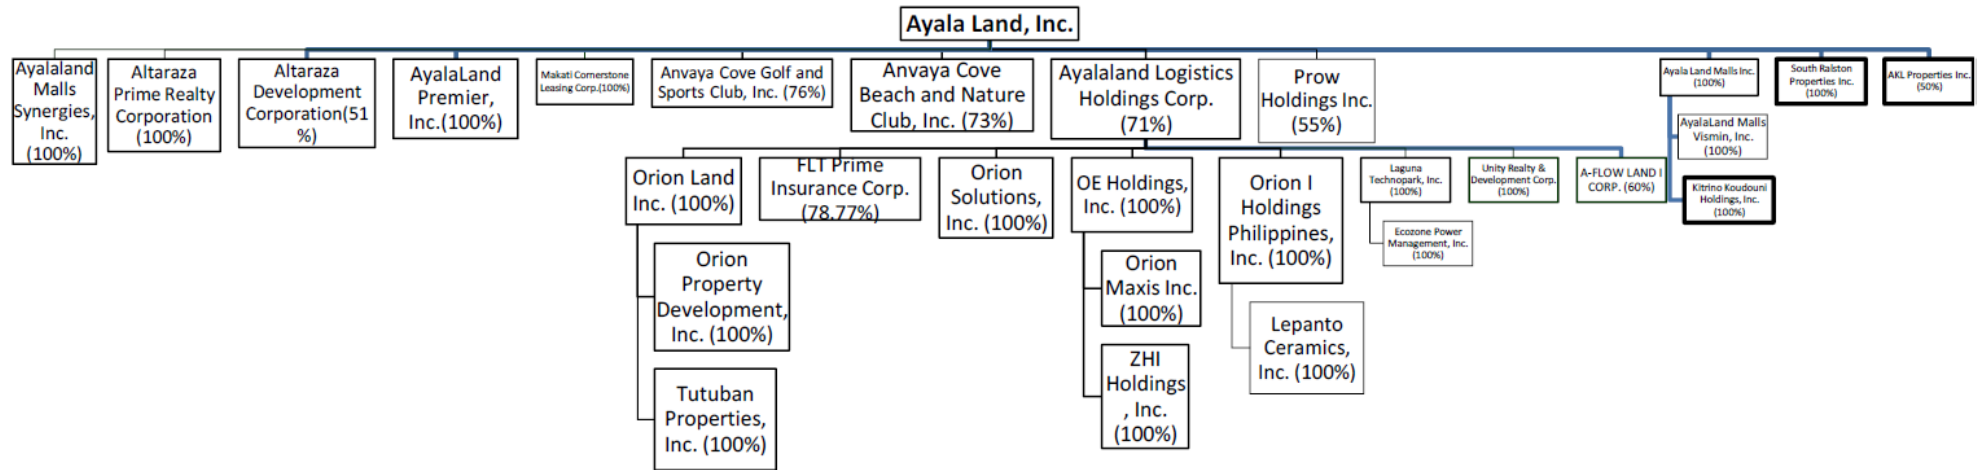 Ayala Land, Inc.
Ayalaland
Malls
Synergies,
Inc.
(100%)
Altaraza
Prime Realty
Corporation
(100%)
Altaraza
Development
Corporation(51
%)
AyalaLand
Premier,
Inc.(100%)
Makati Cornerstone
Leasing Corp.(100%)
Anvaya Cove Golf and
Sports Club, Inc. (76%)
Anvaya Cove
Beach and Nature
Club, Inc. (73%)
Ayalaland Logistics
Holdings Corp.
(71%)
Prow
Holdings Inc.
(55%)
Ayala Land Malls Inc.
(100%)
South Ralston
Properties Inc.
(100%)
AKL Properties Inc.
(50%)
AyalaLand Malls
Vismin, Inc.
(100%)
Kitrino Koudouni
Holdings, Inc.
(100%)
Orion Land
Inc. (100%)
FLT Prime
Insurance Corp.
(78.77%)
Orion
Solutions,
Inc. (100%)
OE Holdings,
Inc. (100%)
Orion I
Holdings
Philippines,
Inc. (100%)
Laguna
Technopark, Inc.
(100%)
Unity Realty &
Development Corp.
(100%)
A-FLOW LAND I
CORP. (60%)
Ecozone Power
Management, Inc.
(100%)
Orion
Property
Development,
Inc. (100%)
Tutuban
Properties,
Inc. (100%)
Orion
Maxis Inc.
(100%)
ZHI
Holdings
, Inc.
(100%)
Lepanto
Ceramics,
Inc. (100%)